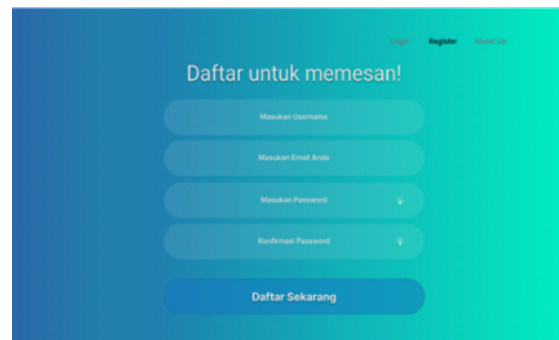 Login Register About Us
Daftar untuk memesan!
Masukan Username
Masukan Email Anda
Masukan Password
Konfirmasi Password
Daftar Sekarang